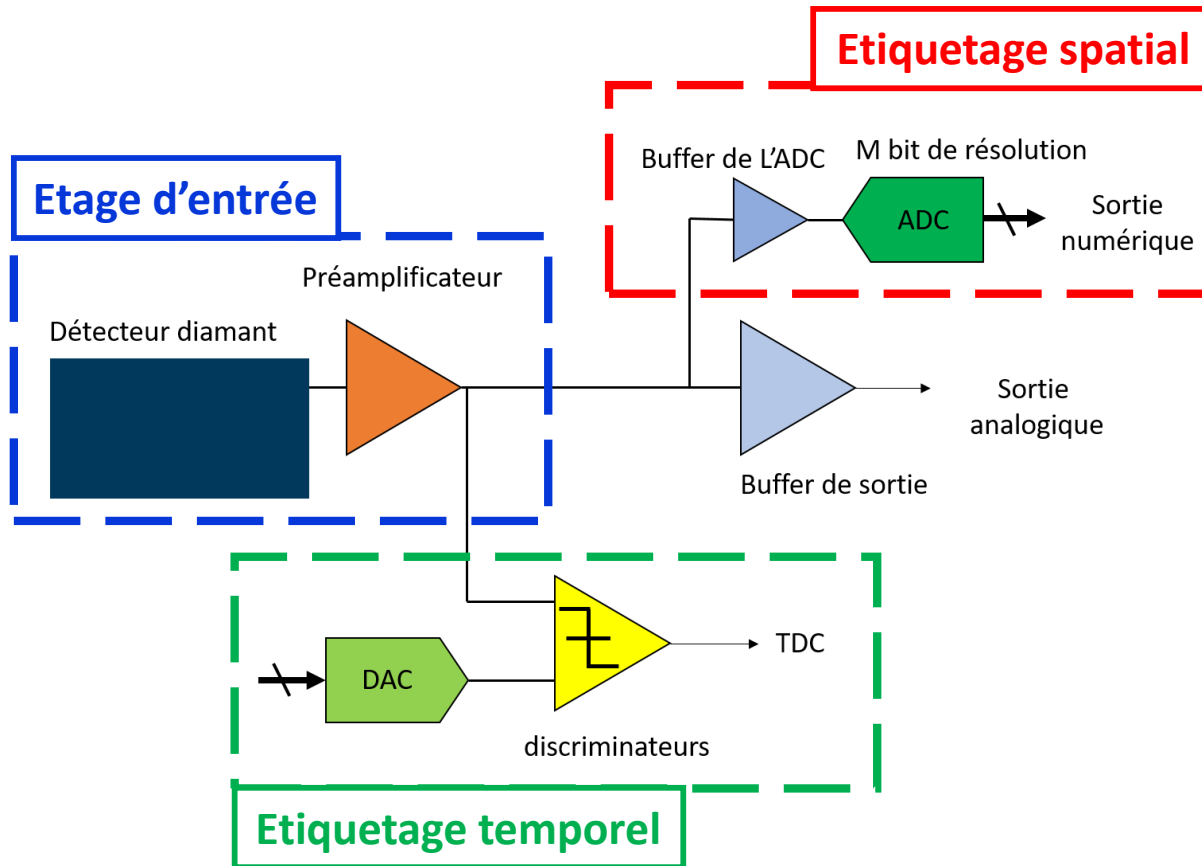 Etiquetage spatial
Buffer de L'ADC
M bit de résolution
ADC
Sortie
numérique
Etage d'entrée
Préamplificateur
Détecteur diamant
Sortie
analogique
Buffer de sortie
TDC
DAC
discriminateurs
Etiquetage temporel